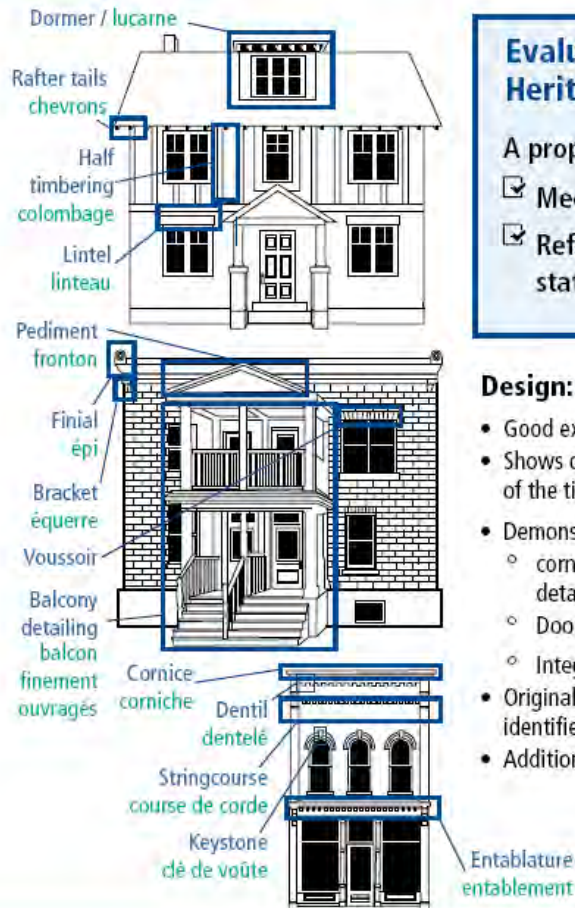 Dormer / lucarne
Rafter tails
chevrons
Half
timbering
colombage
Lintel
linteau
Pediment
fronton
Finial
épi
Bracket
équerre
Voussoir
Balcony
detailing
balcon
finement
ouvragés
Cornice
corniche
Dentil
dentelé
Stringcourse
course de corde
Keystone
clé de voûte
Entablature
entablement
Evalu
Herit
A prop
Mee
Ref
stat
Design:
• Good ex
• Shows
of the ti
• Demons
° corn
deta
° Doo
° Integ
• Original
identifie
• Addition